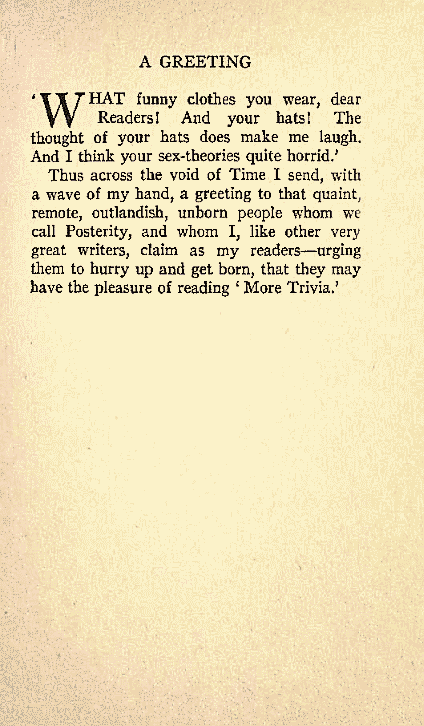 A GREETING
'WHAT funny clothes you wear, dear
Readers! And your hats! The
thought of your hats does make me laugh.
And I think your sex-theories quite horrid.'
Thus across the void of Time I send, with
a wave of my hand, a greeting to that quaint,
remote, outlandish, unborn people whom we
call Posterity, and whom I, like other very
great writers, claim as my readers—urging
them to hurry up and get born, that they may
have the pleasure of reading 'More Trivia.'